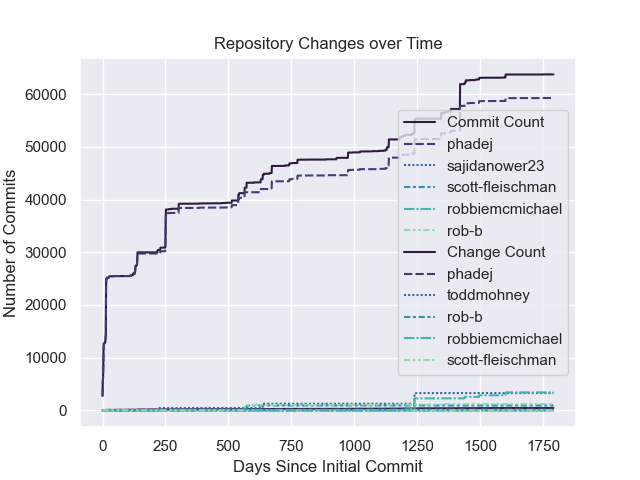 Repository Changes over Time
Number of Commits
60000
50000
40000
30000
20000
10000
0
Commit Count
phadej
sajidanower23
scott-fleischman
robbiemcmichael
rob-b
Change Count
phadej
toddmohney
rob-b
robbiemcmichael
scott-fleischman
0 250 500 750 1000 1250 1500 1750
Days Since Initial Commit